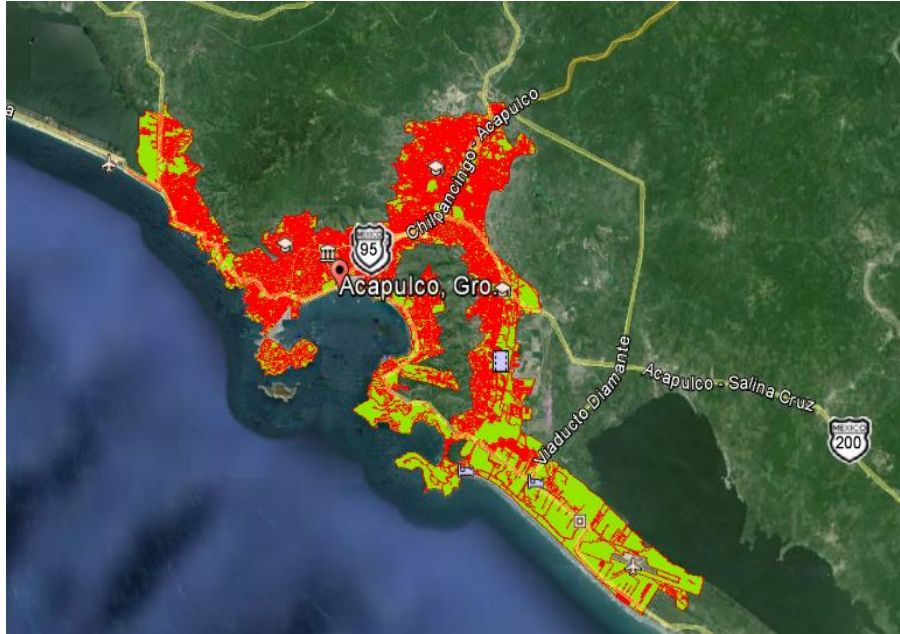 a
Chilpancingo - Acapulco
MEXICO
95
Acapulco, Gro.
Viaducto Diamante
Acapulco - Salina Cruz
MEXICO
200